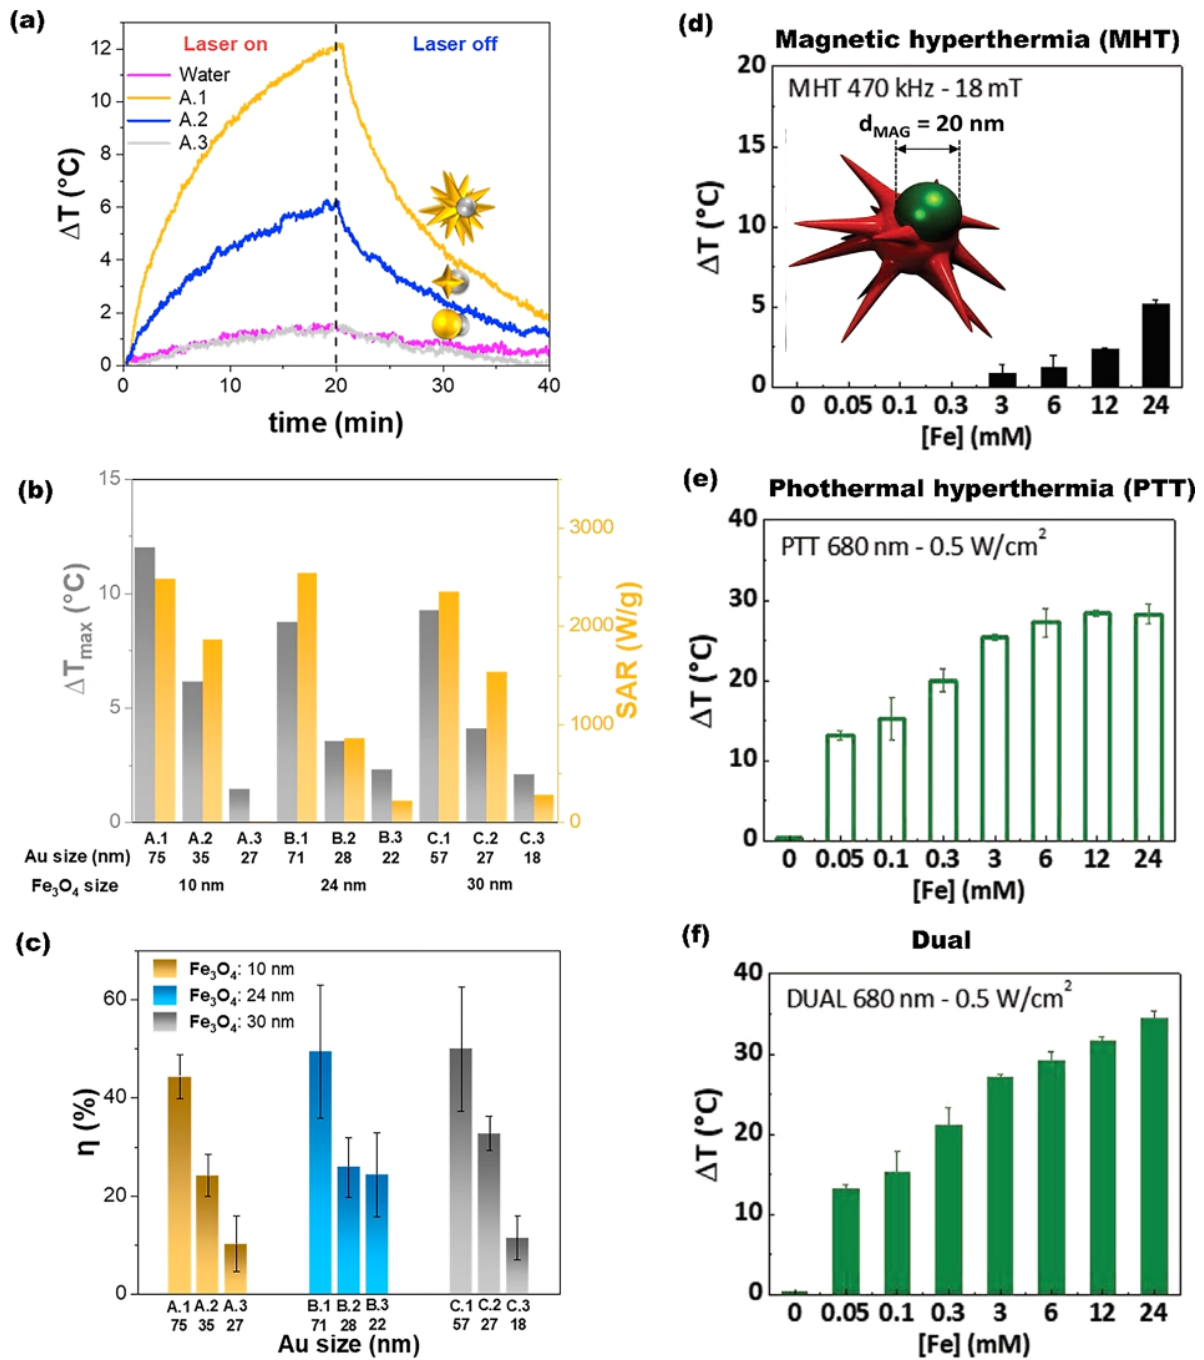 (a)
Laser on
Laser off
Water
A.1
A.2
A.3
12
10
8
6
4
2
0
ΔT (°C)
0 10 20 30 40
time (min)
(b)
15
10
5
0
ΔTmax (°C)
3000
2000
1000
0
SAR (W/g)
A.1 A.2 A.3 B.1 B.2 B.3 C.1 C.2 C.3
Au size (nm) 75 35 27 71 28 22 57 27 18
Fe3O4 size 10 nm 24 nm 30 nm
(c)
Fe3O4: 10 nm
Fe3O4: 24 nm
Fe3O4: 30 nm
60
40
20
0
η (%)
A.1 A.2 A.3 B.1 B.2 B.3 C.1 C.2 C.3
75 35 27 71 28 22 57 27 18
Au size (nm)
(d)
Magnetic hyperthermia (MHT)
MHT 470 kHz - 18 mT
dMAG = 20 nm
20
15
10
5
0
ΔT (°C)
0 0.05 0.1 0.3 3 6 12 24
[Fe] (mM)
(e)
Phothermal hyperthermia (PTT)
PTT 680 nm - 0.5 W/cm²
40
30
20
10
0
ΔT (°C)
0 0.05 0.1 0.3 3 6 12 24
[Fe] (mM)
(f)
Dual
DUAL 680 nm - 0.5 W/cm²
40
30
20
10
0
ΔT (°C)
0 0.05 0.1 0.3 3 6 12 24
[Fe] (mM)